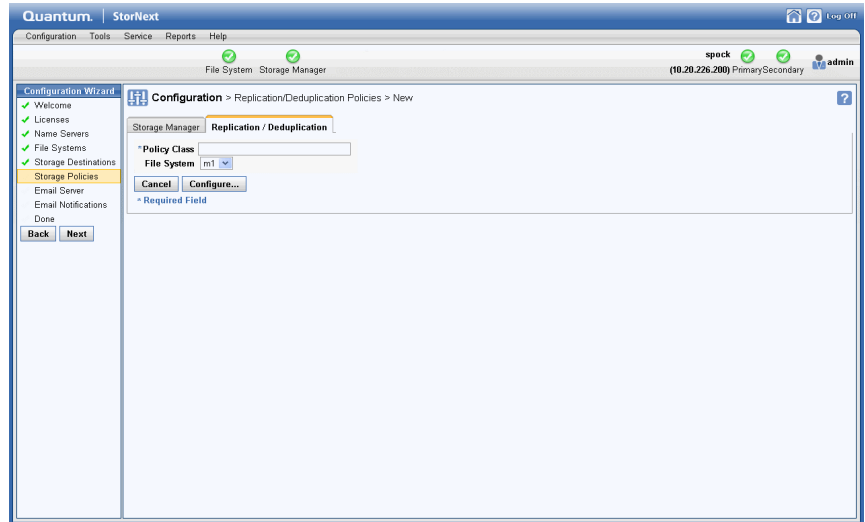 Quantum. StorNext
Log Off
Configuration Tools Service Reports Help
File System Storage Manager
spock
(10.20.226.200) Primary Secondary
admin
Configuration Wizard
Welcome
Licenses
Name Servers
File Systems
Storage Destinations
Storage Policies
Email Server
Email Notifications
Done
Back Next
Configuration > Replication/Deduplication Policies > New
?
Storage Manager Replication / Deduplication
*Policy Class
File System m1
Cancel Configure...
* Required Field